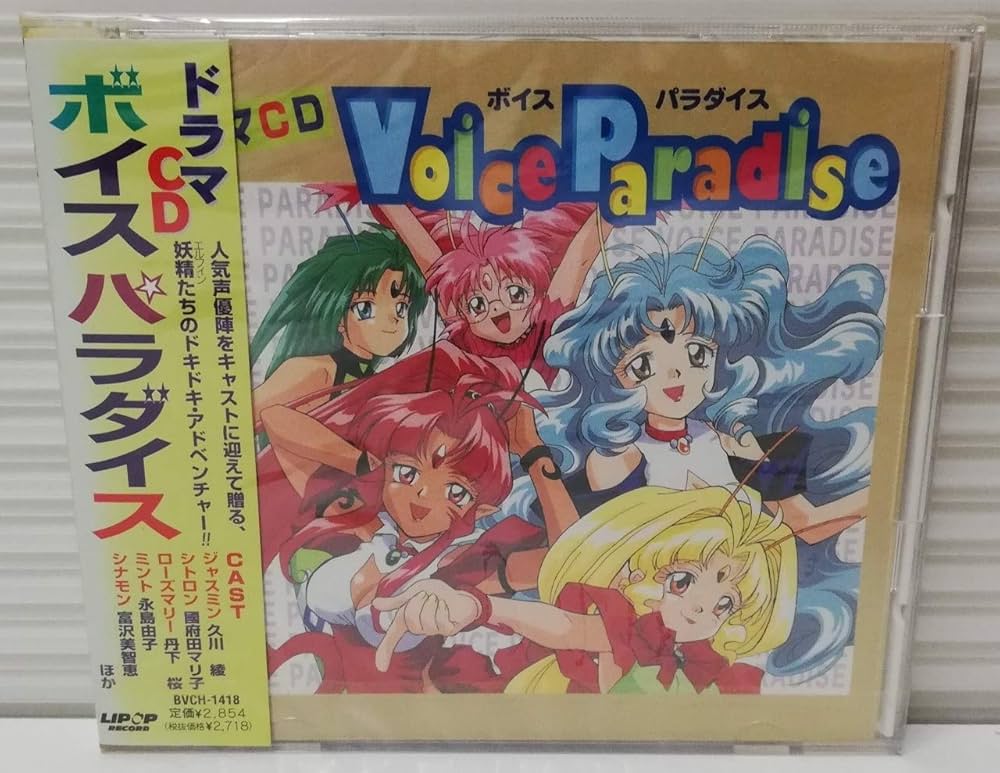 ドラマ
CD
ボイスパラダイス
人気声優陣をキャストに迎えて贈る、
エルフィン
妖精たちのドキドキ・アドベンチャー!!
CAST
ジャスミン 久川 綾
シトロン 國府田マリ子
ローズマリー 丹下 桜
ミント 永島由子
シナモン 富沢美智恵
ほか
BVCH-1418
定価¥2,854
(税抜価格¥2,718)
LIPOP
RECORD
マCD
ボイス パラダイス
Voice Paradise
E PARADISE
VOICE PARADISE